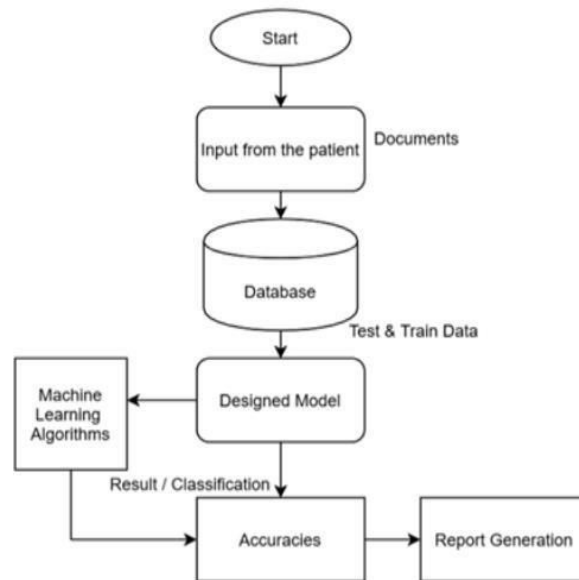 Start
Input from the patient
Documents
Database
Test & Train Data
Machine
Learning
Algorithms
Designed Model
Result / Classification
Accuracies
Report Generation